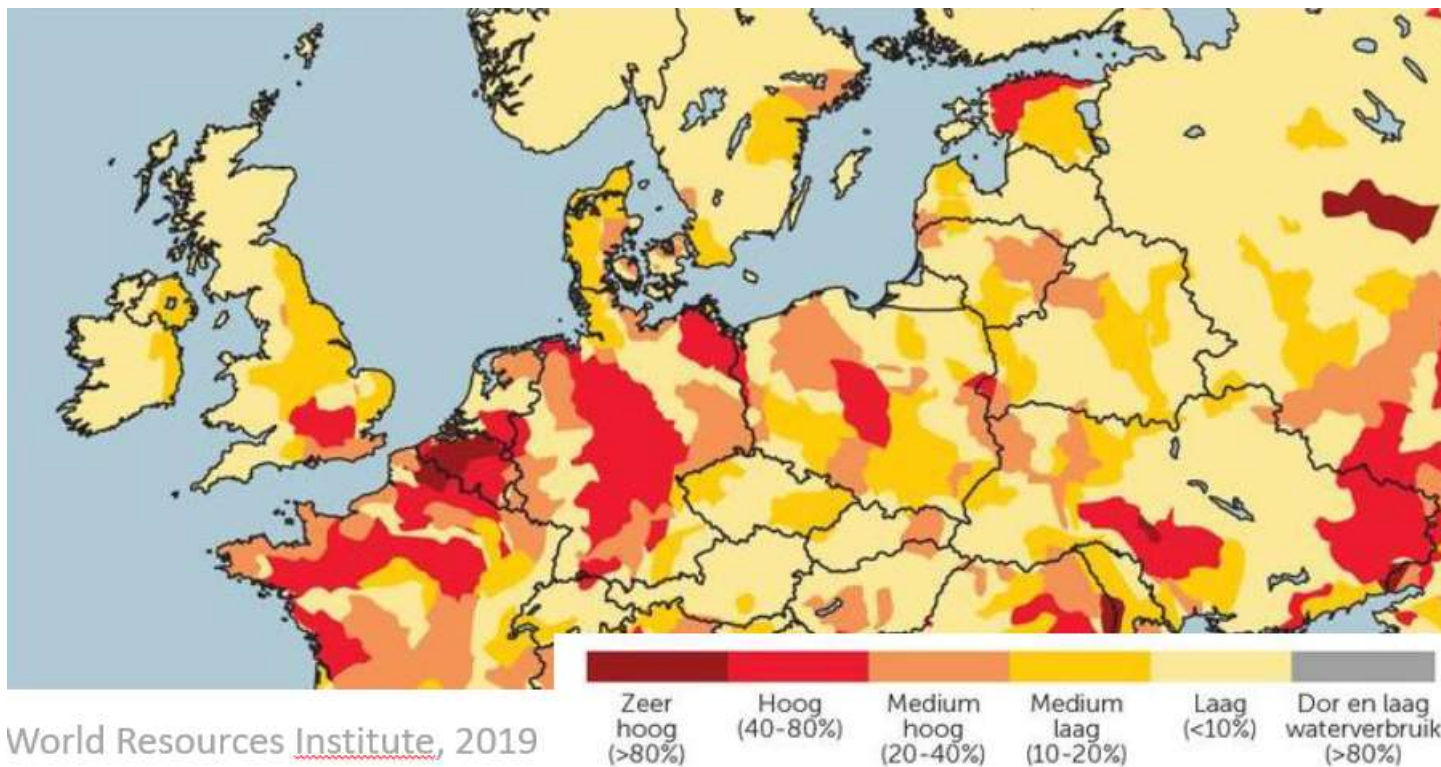 World Resources Institute, 2019
Zeer
hoog
(>80%)
Hoog
(40-80%)
Medium
hoog
(20-40%)
Medium
laag
(10-20%)
Laag
(<10%)
Dor en laag
waterverbruik
(>80%)